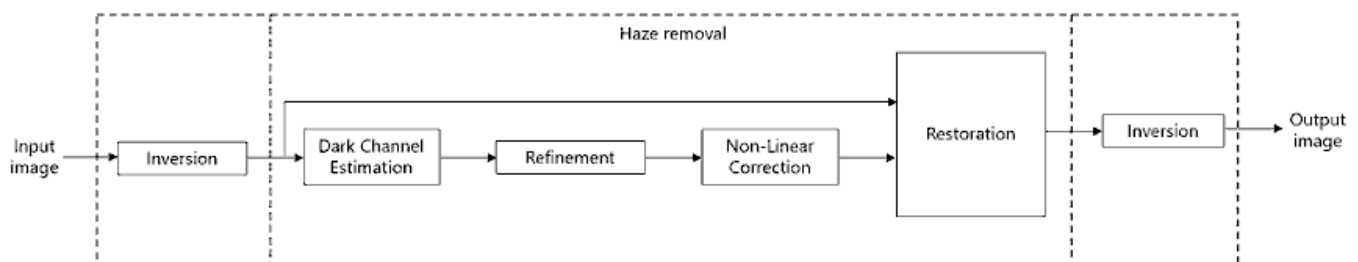 Haze removal
Input
image
Inversion
Dark Channel
Estimation
Refinement
Non-Linear
Correction
Restoration
Inversion
Output
image